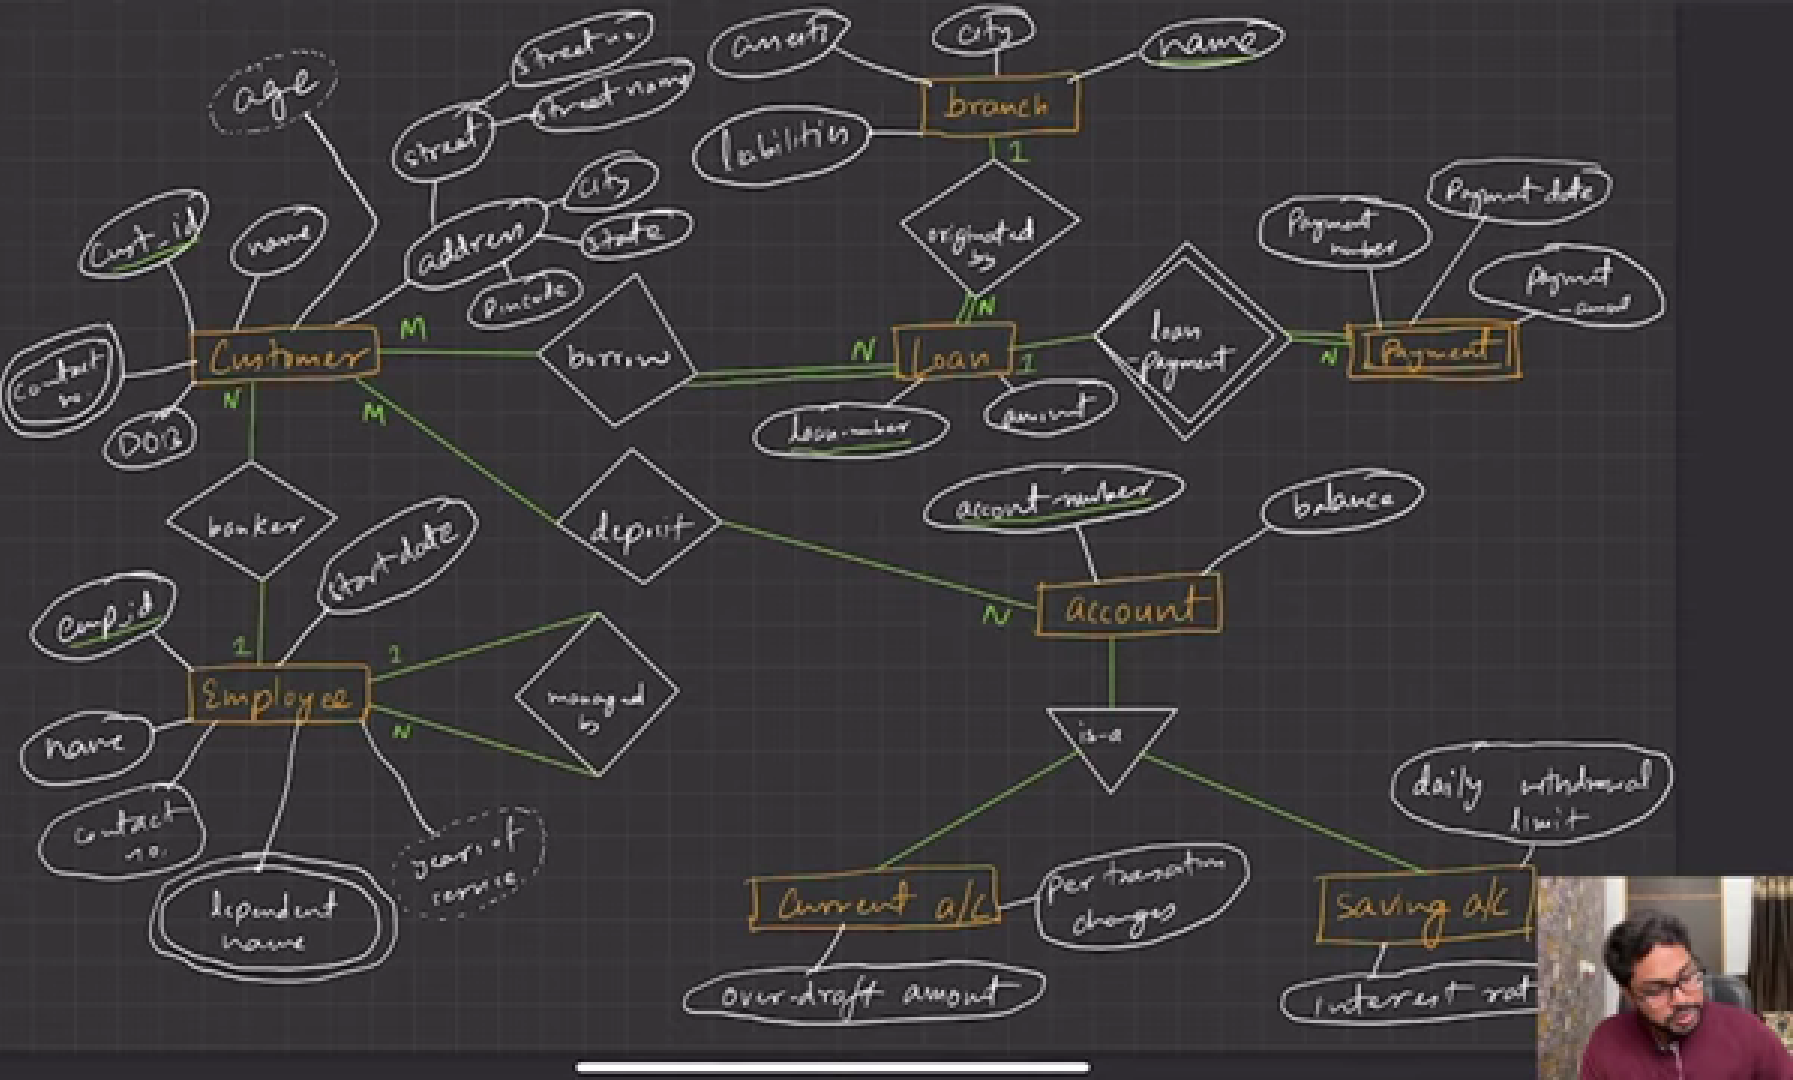 street no.
assets
city
name
age
street name
branch
street
liabilities
1
city
Payment date
Cust-id
name
address
state
originated
by
Payment
number
payment
-amount
pincode
N
Customer
M
borrow
N
Loan
1
loan
-payment
N
Payment
contact
no.
N
M
loan-number
amount
DOB
account-number
balance
banker
start-date
deposit
emp_id
N
account
1
1
Employee
managed
by
name
N
is-a
contact
no.
years of
service
daily withdrawal
limit
dependent
name
Current a/c
per transaction
charges
saving a/c
over-draft amount
interest rat